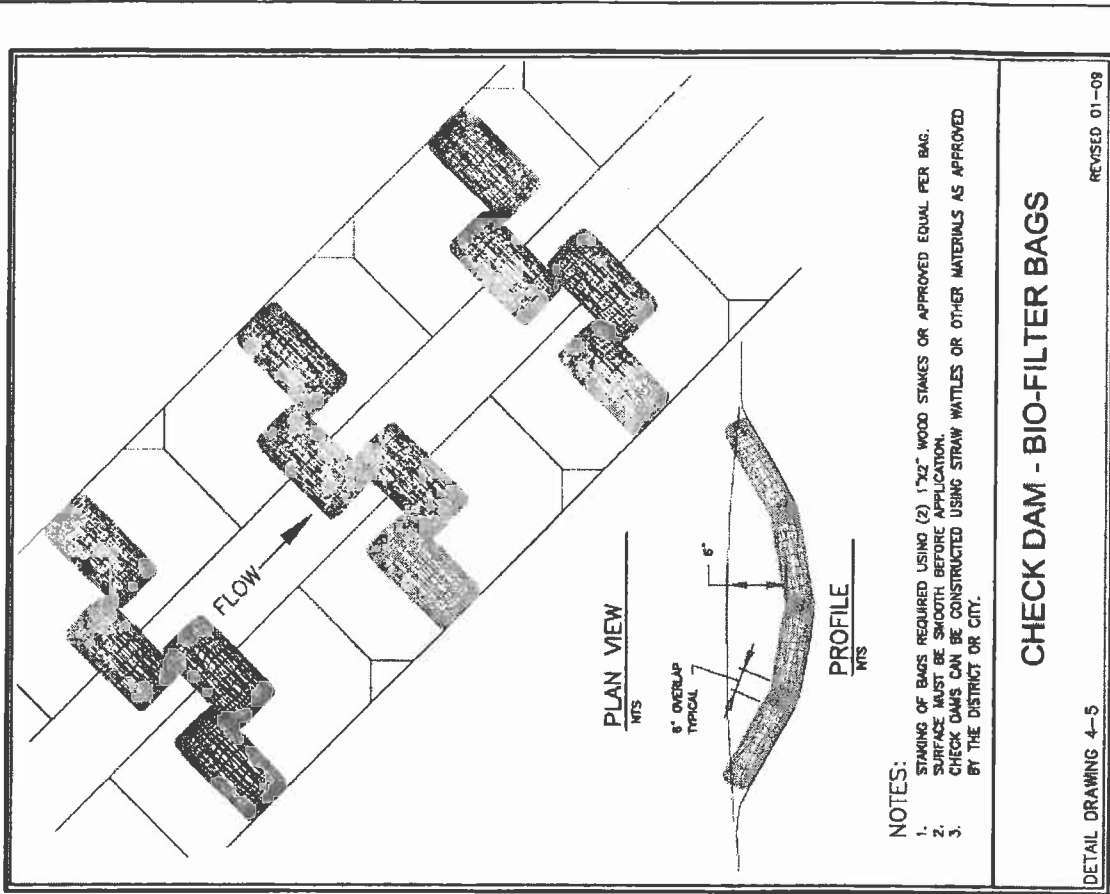 FLOW
PLAN VIEW
NTS
6" OVERLAP
TYPICAL
6"
PROFILE
NTS
NOTES:
1. STAKING OF BAGS REQUIRED USING (2) 1"X2" WOOD STAKES OR APPROVED EQUAL PER BAG.
2. SURFACE MUST BE SMOOTH BEFORE APPLICATION.
3. CHECK DAMS CAN BE CONSTRUCTED USING STRAW WATTLES OR OTHER MATERIALS AS APPROVED
BY THE DISTRICT OR CITY.
CHECK DAM - BIO-FILTER BAGS
DETAIL DRAWING 4-5
REVISED 01-09